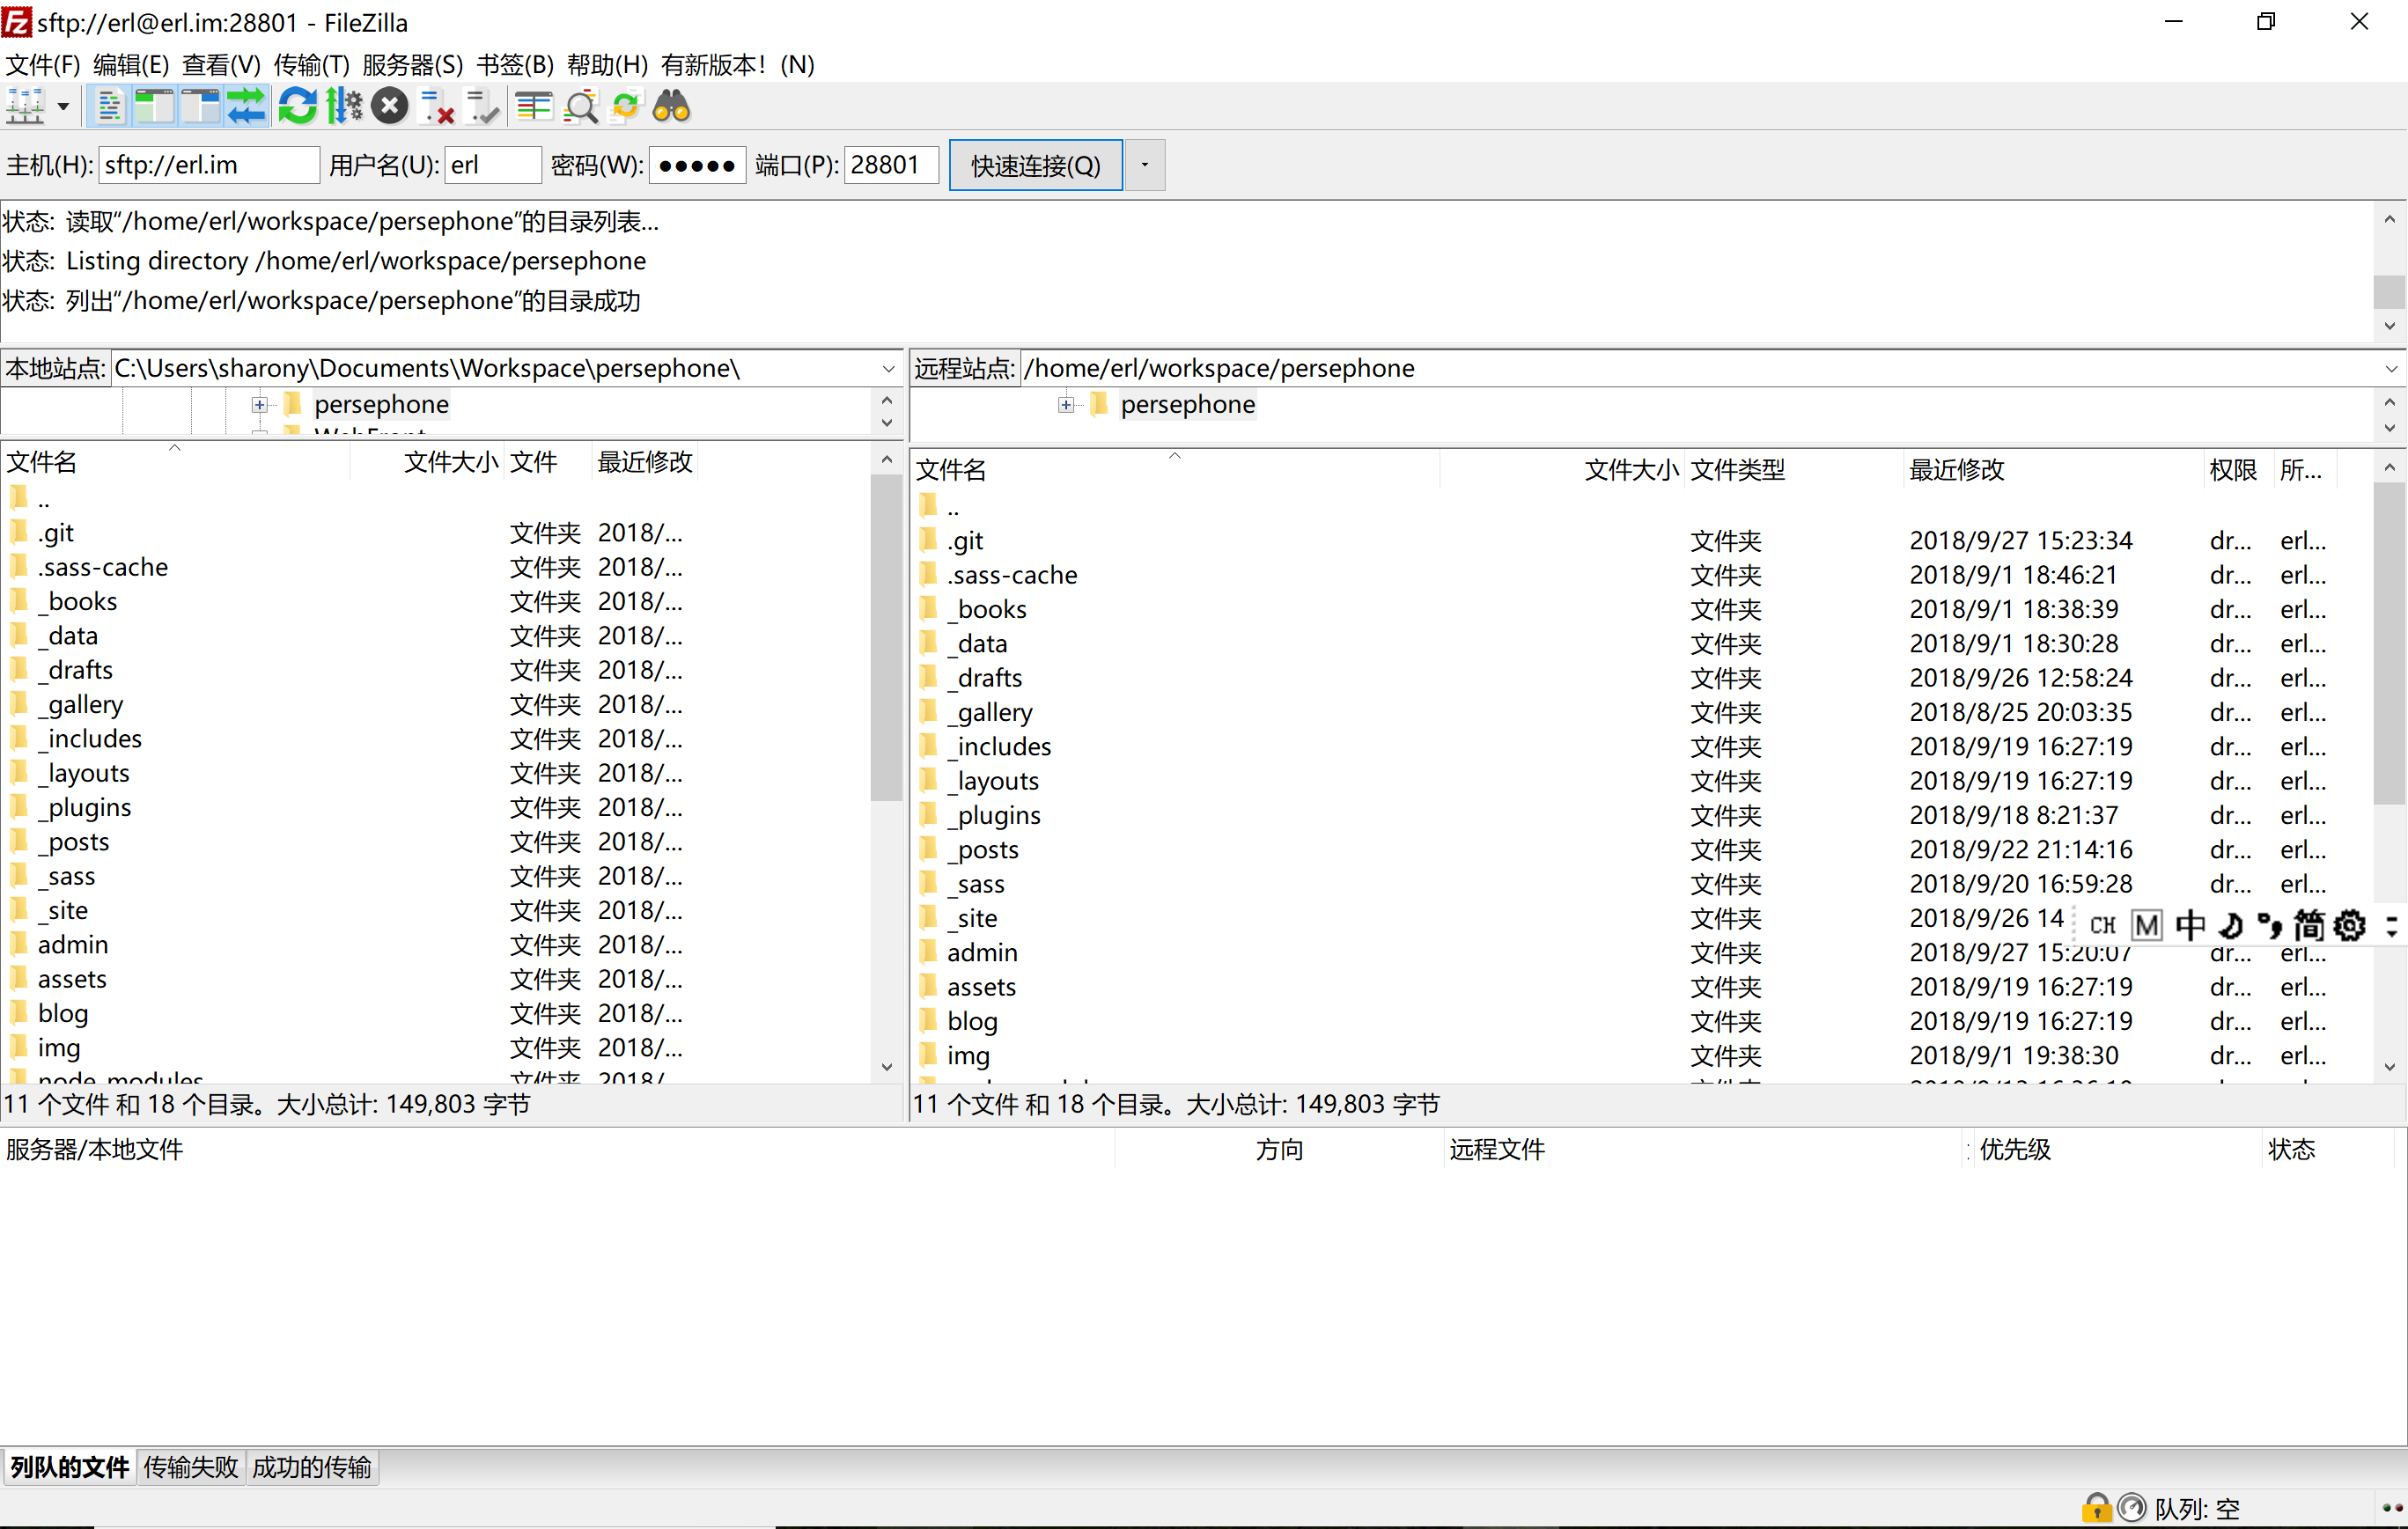 sftp://erl@erl.im:28801 - FileZilla
文件(F) 编辑(E) 查看(V) 传输(T) 服务器(S) 书签(B) 帮助(H) 有新版本！(N)
主机(H): sftp://erl.im 用户名(U): erl 密码(W): ●●●●● 端口(P): 28801 快速连接(Q)
状态: 读取“/home/erl/workspace/persephone”的目录列表...
状态: Listing directory /home/erl/workspace/persephone
状态: 列出“/home/erl/workspace/persephone”的目录成功
本地站点: C:\Users\sharony\Documents\Workspace\persephone\
persephone
WebFront
文件名 文件大小 文件 最近修改
..
.git 文件夹 2018/...
.sass-cache 文件夹 2018/...
_books 文件夹 2018/...
_data 文件夹 2018/...
_drafts 文件夹 2018/...
_gallery 文件夹 2018/...
_includes 文件夹 2018/...
_layouts 文件夹 2018/...
_plugins 文件夹 2018/...
_posts 文件夹 2018/...
_sass 文件夹 2018/...
_site 文件夹 2018/...
admin 文件夹 2018/...
assets 文件夹 2018/...
blog 文件夹 2018/...
img 文件夹 2018/...
node_modules 文件夹 2018/
11 个文件 和 18 个目录。大小总计: 149,803 字节
远程站点: /home/erl/workspace/persephone
persephone
文件名 文件大小 文件类型 最近修改 权限 所...
..
.git 文件夹 2018/9/27 15:23:34 dr... erl...
.sass-cache 文件夹 2018/9/1 18:46:21 dr... erl...
_books 文件夹 2018/9/1 18:38:39 dr... erl...
_data 文件夹 2018/9/1 18:30:28 dr... erl...
_drafts 文件夹 2018/9/26 12:58:24 dr... erl...
_gallery 文件夹 2018/8/25 20:03:35 dr... erl...
_includes 文件夹 2018/9/19 16:27:19 dr... erl...
_layouts 文件夹 2018/9/19 16:27:19 dr... erl...
_plugins 文件夹 2018/9/18 8:21:37 dr... erl...
_posts 文件夹 2018/9/22 21:14:16 dr... erl...
_sass 文件夹 2018/9/20 16:59:28 dr... erl...
_site 文件夹 2018/9/26 14
CH M 中 简
admin 文件夹 2018/9/27 15:20:07 dr... erl...
assets 文件夹 2018/9/19 16:27:19 dr... erl...
blog 文件夹 2018/9/19 16:27:19 dr... erl...
img 文件夹 2018/9/1 19:38:30 dr... erl...
11 个文件 和 18 个目录。大小总计: 149,803 字节
服务器/本地文件 方向 远程文件 : 优先级 状态
列队的文件 传输失败 成功的传输
队列: 空